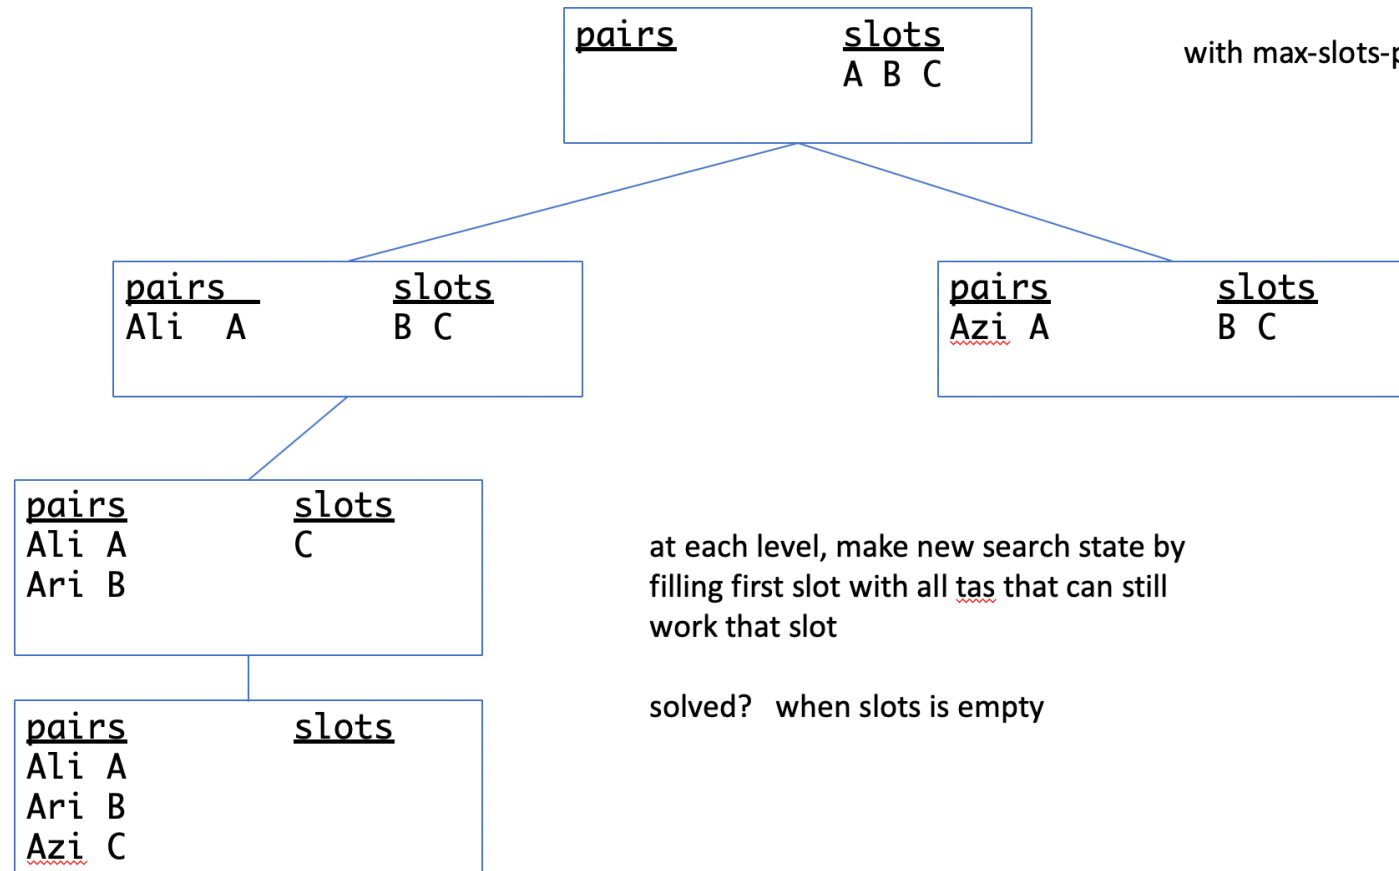 pairs slots
A B C
with max-slots-p
pairs slots
Ali A B C
pairs slots
Azi A B C
pairs slots
Ali A C
Ari B
at each level, make new search state by
filling first slot with all tas that can still
work that slot
solved? when slots is empty
pairs slots
Ali A
Ari B
Azi C